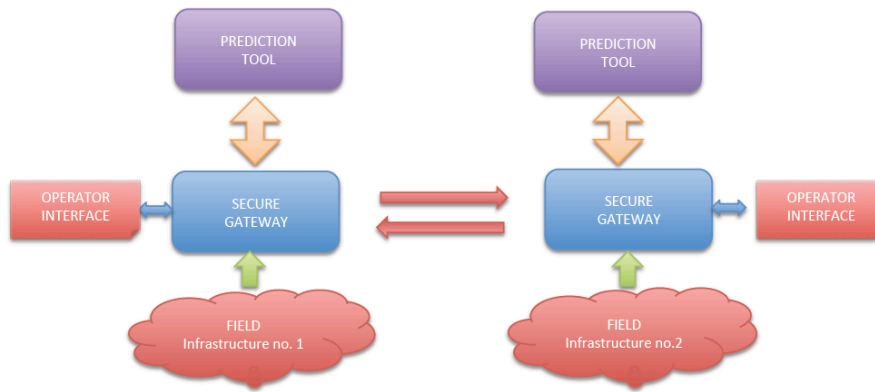 PREDICTION
TOOL
PREDICTION
TOOL
OPERATOR
INTERFACE
SECURE
GATEWAY
SECURE
GATEWAY
OPERATOR
INTERFACE
FIELD
Infrastructure no. 1
FIELD
Infrastructure no.2